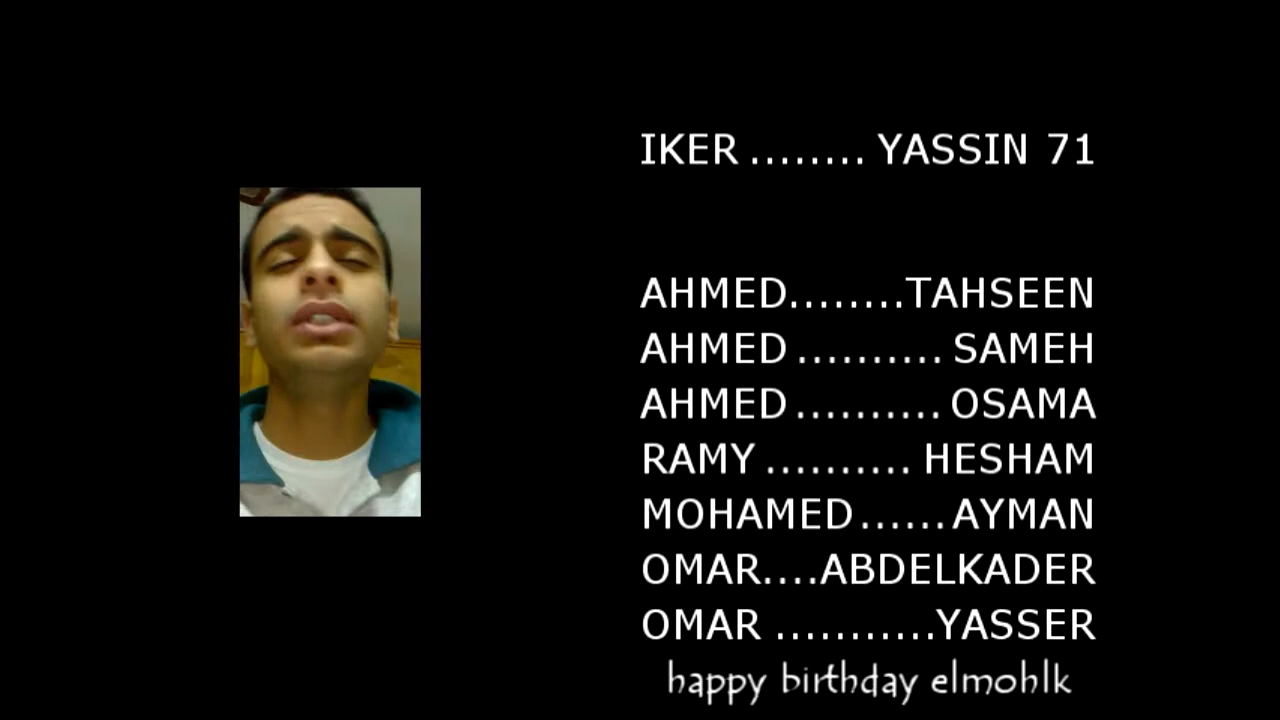 IKER ........ YASSIN 71
AHMED........TAHSEEN
AHMED .......... SAMEH
AHMED .......... OSAMA
RAMY .......... HESHAM
MOHAMED ......AYMAN
OMAR....ABDELKADER
OMAR ...........YASSER
happy birthday elmohlk